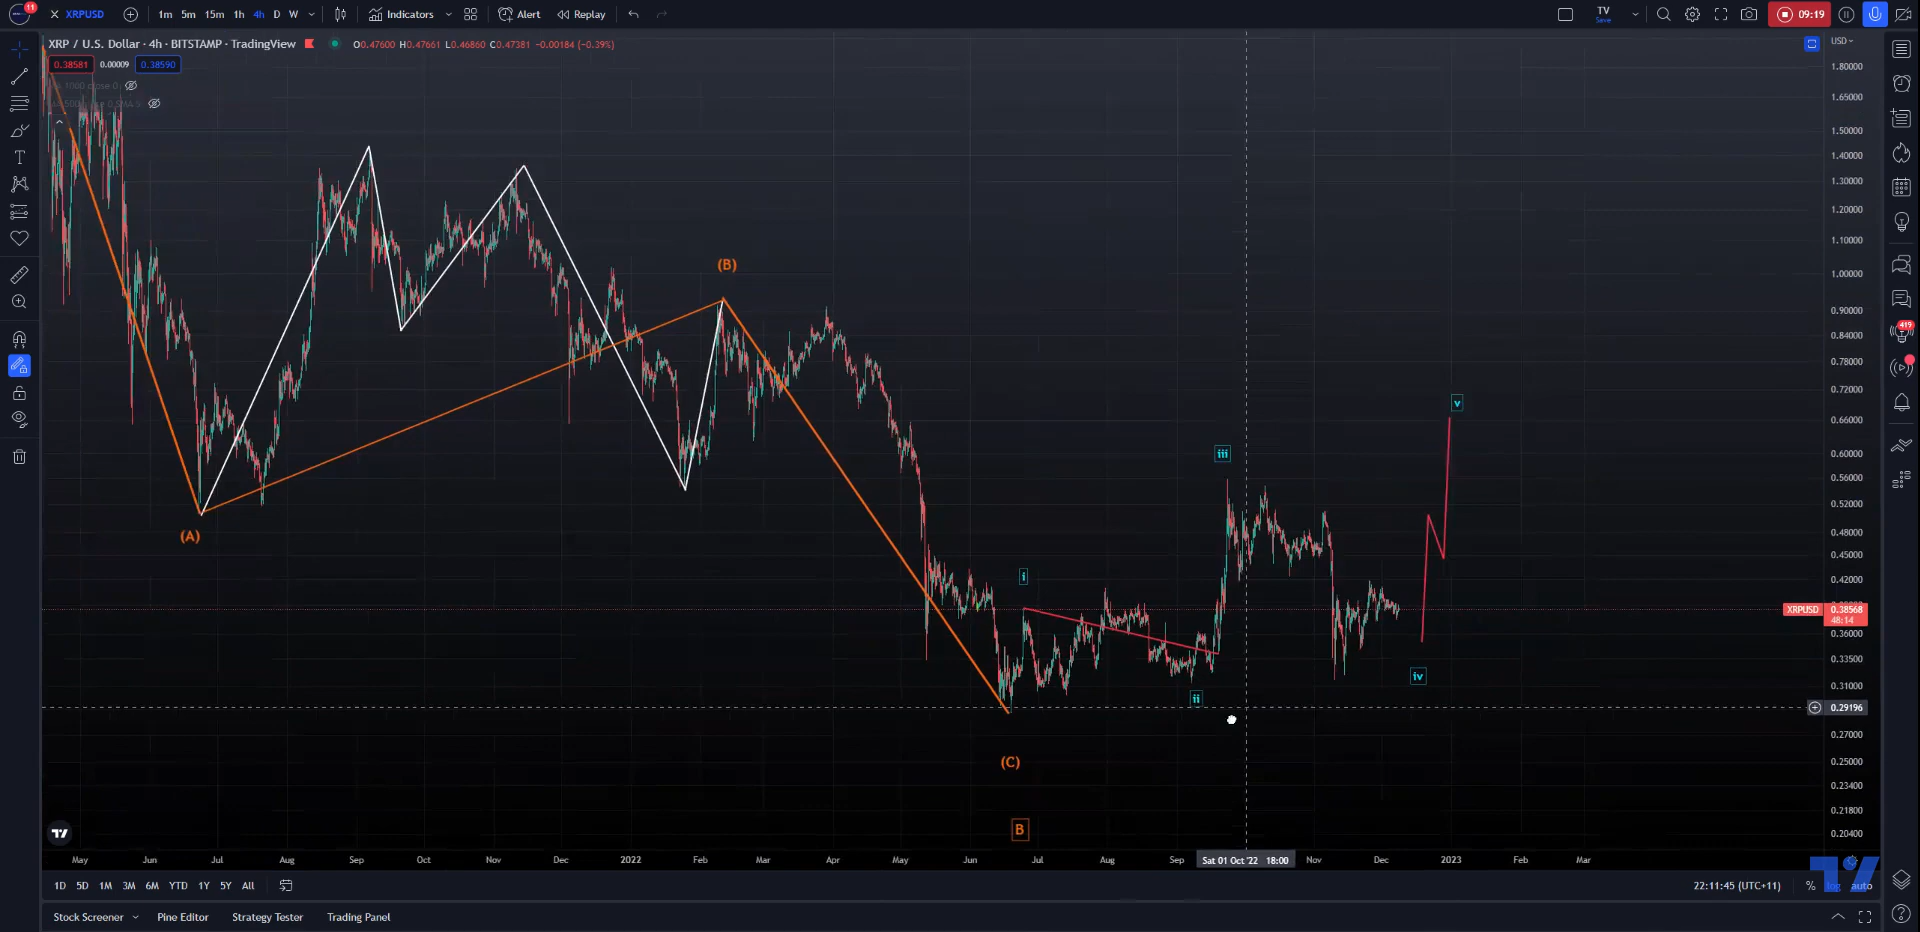 11 XRPUSD 1m 5m 15m 1h 4h D W Indicators Alert Replay TV Save 09:19
XRP / U.S. Dollar · 4h · BITSTAMP · TradingView O0.47600 H0.47661 L0.46860 C0.47381 -0.00184 (-0.39%) USD
0.38581 0.00009 0.38590
1.80000
1.65000
1.50000
1.40000
1.30000
1.20000
1.10000
(B)
1.00000
0.90000
0.84000
0.78000
0.72000
419
v
0.66000
iii
0.60000
0.56000
0.52000
(A)
0.48000
0.45000
i
0.42000
XRPUSD 0.38568
48:14
0.36000
0.33500
iv
0.31000
ii
0.29196
0.27000
(C)
0.25000
0.23400
0.21800
B
0.20400
May Jun Jul Aug Sep Oct Nov Dec 2022 Feb Mar Apr May Jun Jul Aug Sep Sat 01 Oct '22 18:00 Nov Dec 2023 Feb Mar
1D 5D 1M 3M 6M YTD 1Y 5Y All 22:11:45 (UTC+11) % log auto
Stock Screener Pine Editor Strategy Tester Trading Panel